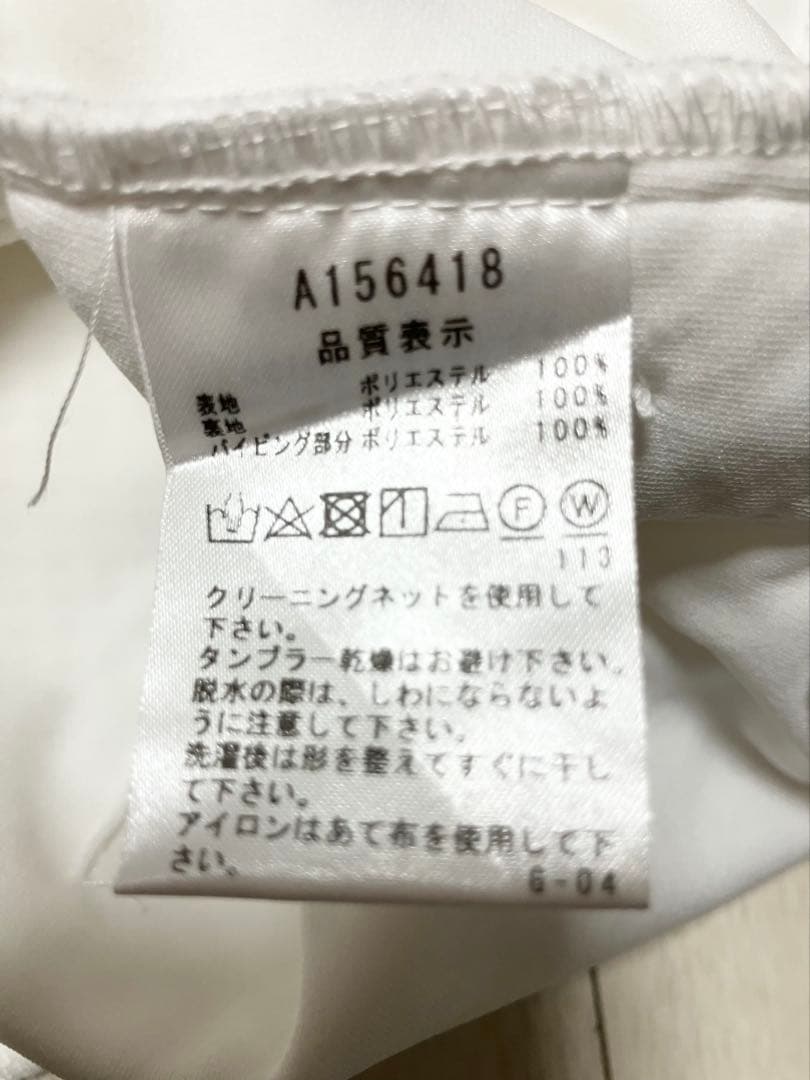 A156418
品質表示
表地 ポリエステル 100%
裏地 ポリエステル 100%
パイピング部分 ポリエステル 100%
F W
113
クリーニングネットを使用して
下さい。
タンブラー乾燥はお避け下さい。
脱水の際は、しわにならないよ
うに注意して下さい。
洗濯後は形を整えてすぐに干し
て下さい。
アイロンはあて布を使用して下
さい。
G-04